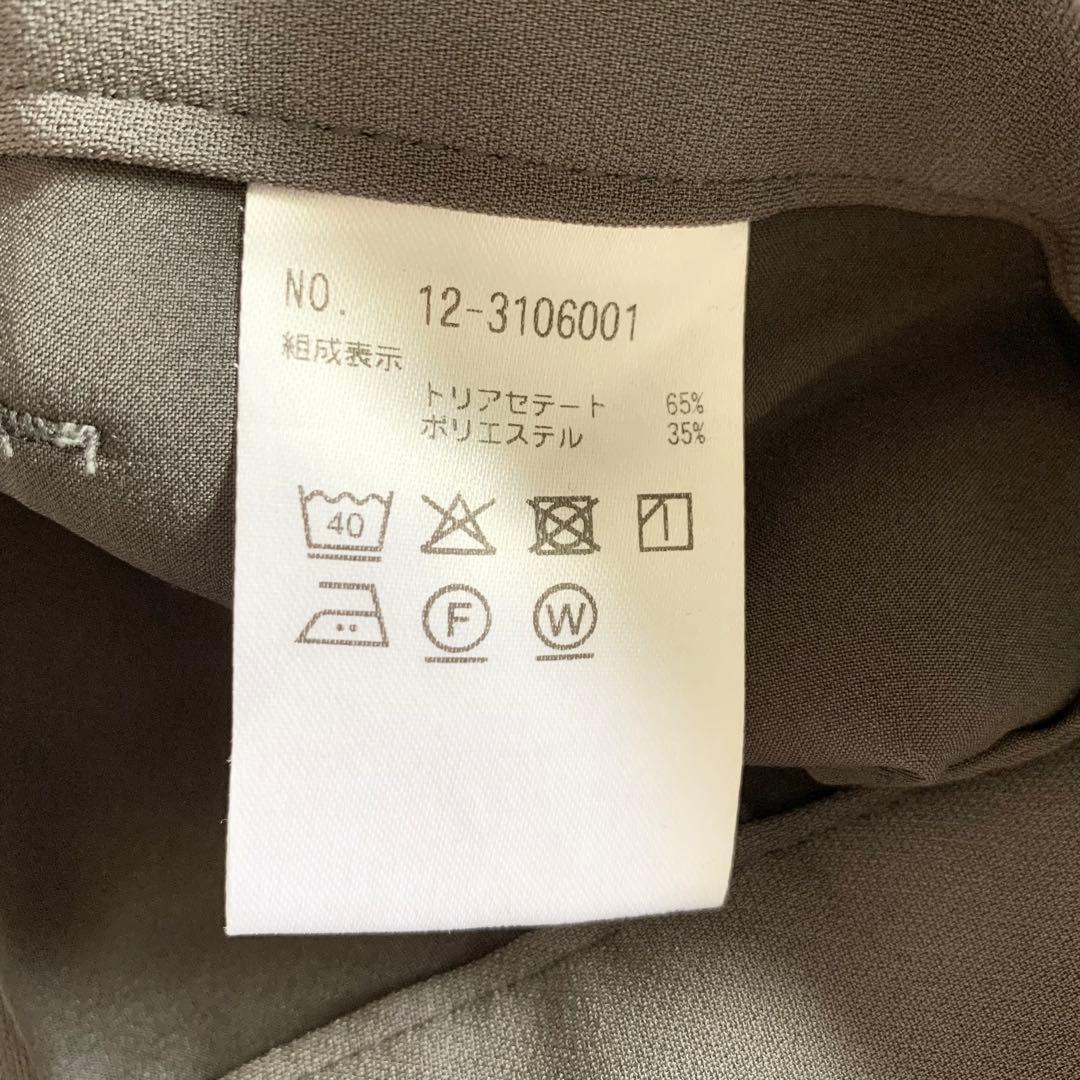 NO. 12-3106001
組成表示
トリアセテート 65%
ポリエステル 35%
40
F W